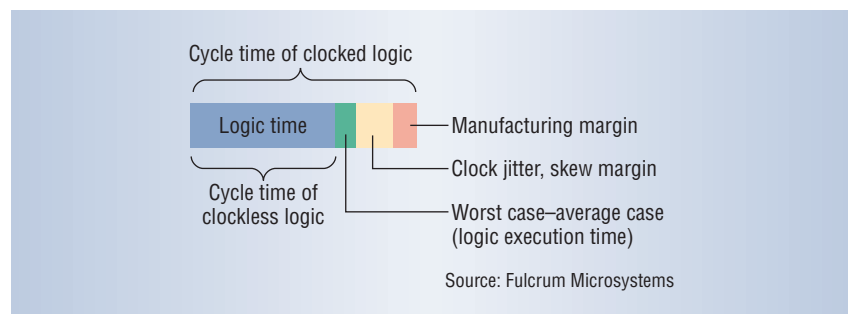 Cycle time of clocked logic
Logic time
Manufacturing margin
Clock jitter, skew margin
Cycle time of
clockless logic
Worst case–average case
(logic execution time)
Source: Fulcrum Microsystems